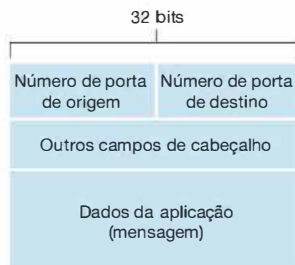 32 bits
Número de porta de origem
Número de porta de destino
Outros campos de cabeçalho
Dados da aplicação
(mensagem)